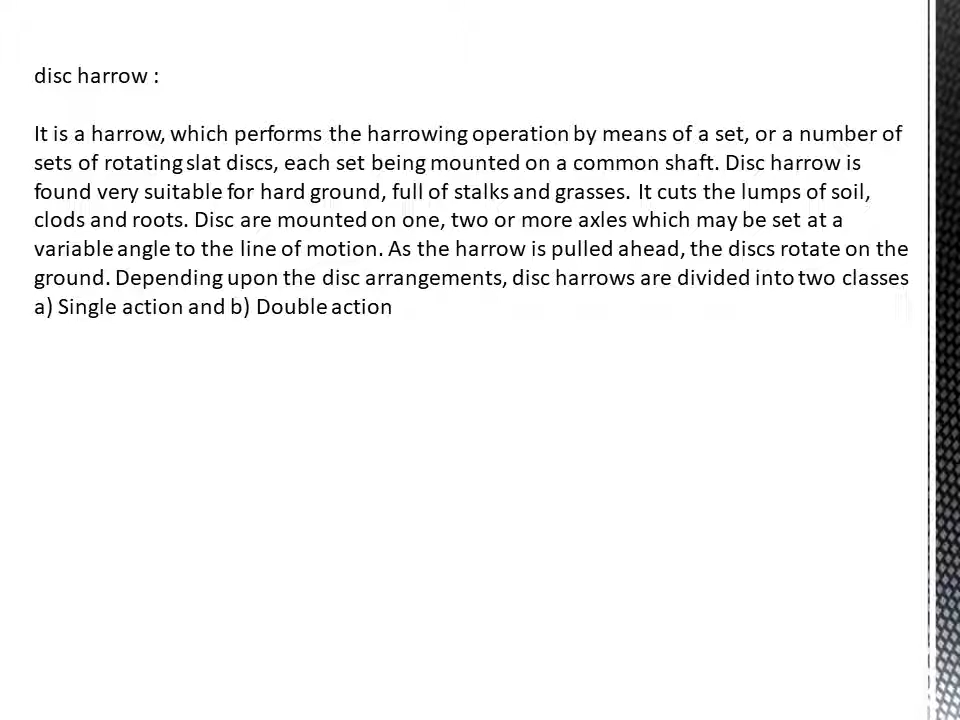 disc harrow :
It is a harrow, which performs the harrowing operation by means of a set, or a number of
sets of rotating slat discs, each set being mounted on a common shaft. Disc harrow is
found very suitable for hard ground, full of stalks and grasses. It cuts the lumps of soil,
clods and roots. Disc are mounted on one, two or more axles which may be set at a
variable angle to the line of motion. As the harrow is pulled ahead, the discs rotate on the
ground. Depending upon the disc arrangements, disc harrows are divided into two classes
a) Single action and b) Double action